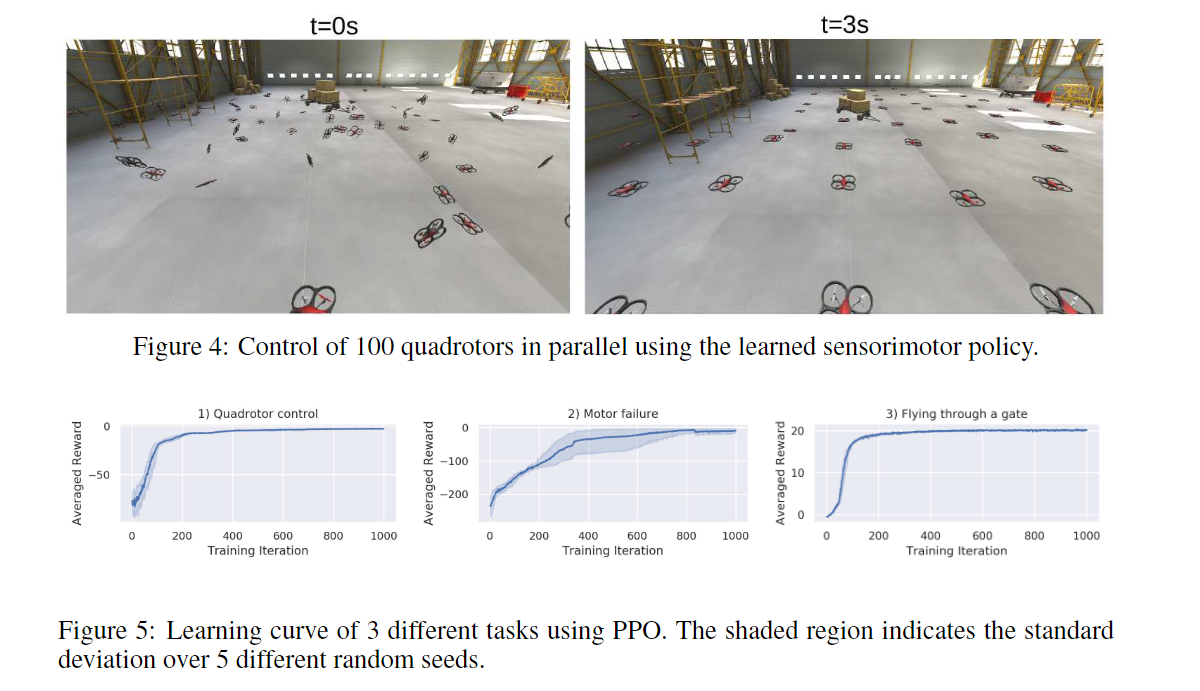 t=0s
t=3s
Figure 4: Control of 100 quadrotors in parallel using the learned sensorimotor policy.
1) Quadrotor control
Averaged Reward
0
−50
0 200 400 600 800 1000
Training Iteration
2) Motor failure
Averaged Reward
0
−100
−200
0 200 400 600 800 1000
Training Iteration
3) Flying through a gate
Averaged Reward
20
10
0
0 200 400 600 800 1000
Training Iteration
Figure 5: Learning curve of 3 different tasks using PPO. The shaded region indicates the standard
deviation over 5 different random seeds.